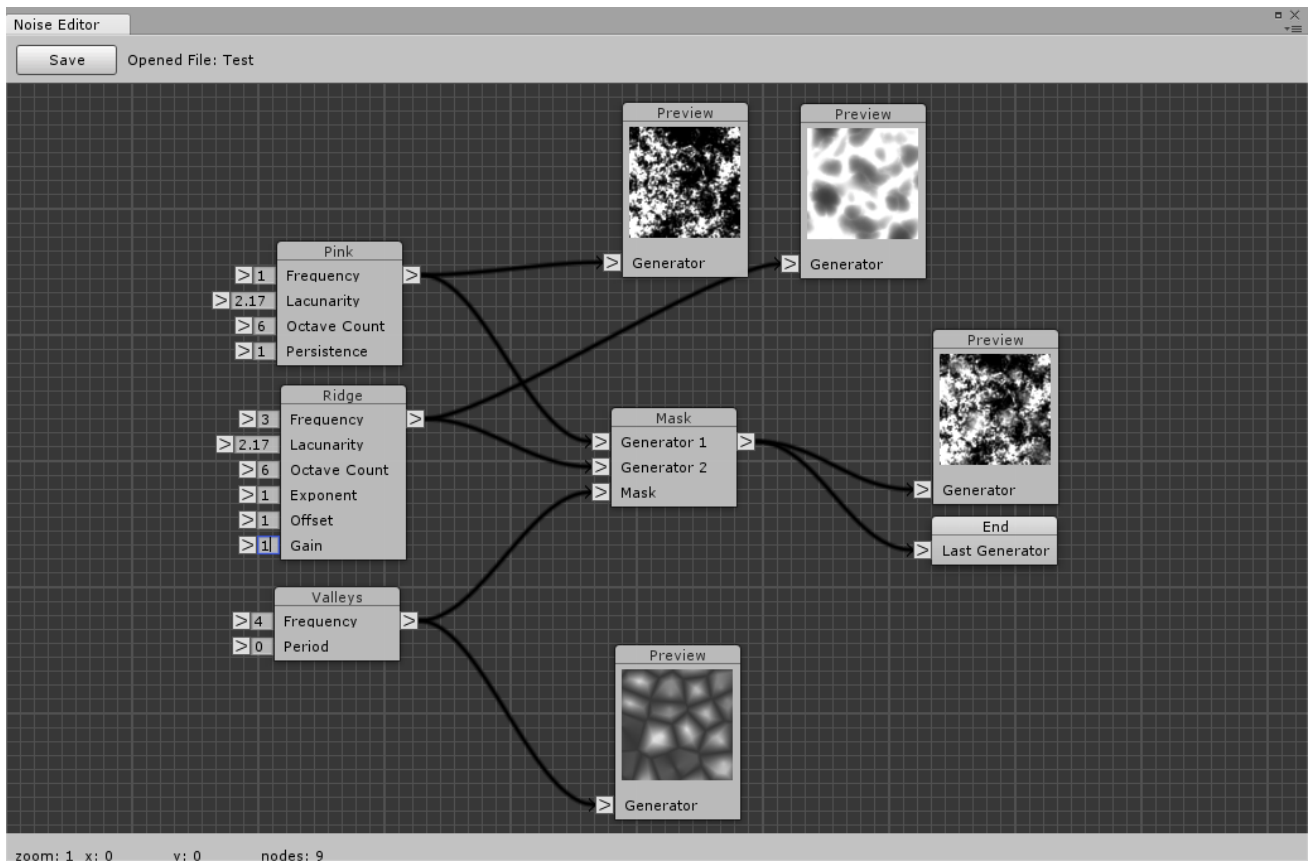 Noise Editor
Save
Opened File: Test
Preview
Generator
Preview
Generator
Pink
> 1 Frequency >
> 2.17 Lacunarity
> 6 Octave Count
> 1 Persistence
Ridge
> 3 Frequency >
> 2.17 Lacunarity
> 6 Octave Count
> 1 Exponent
> 1 Offset
> 1 Gain
Valleys
> 4 Frequency >
> 0 Period
Mask
> Generator 1 >
> Generator 2
> Mask
Preview
> Generator
End
> Last Generator
Preview
> Generator
zoom: 1 x: 0 y: 0 nodes: 9